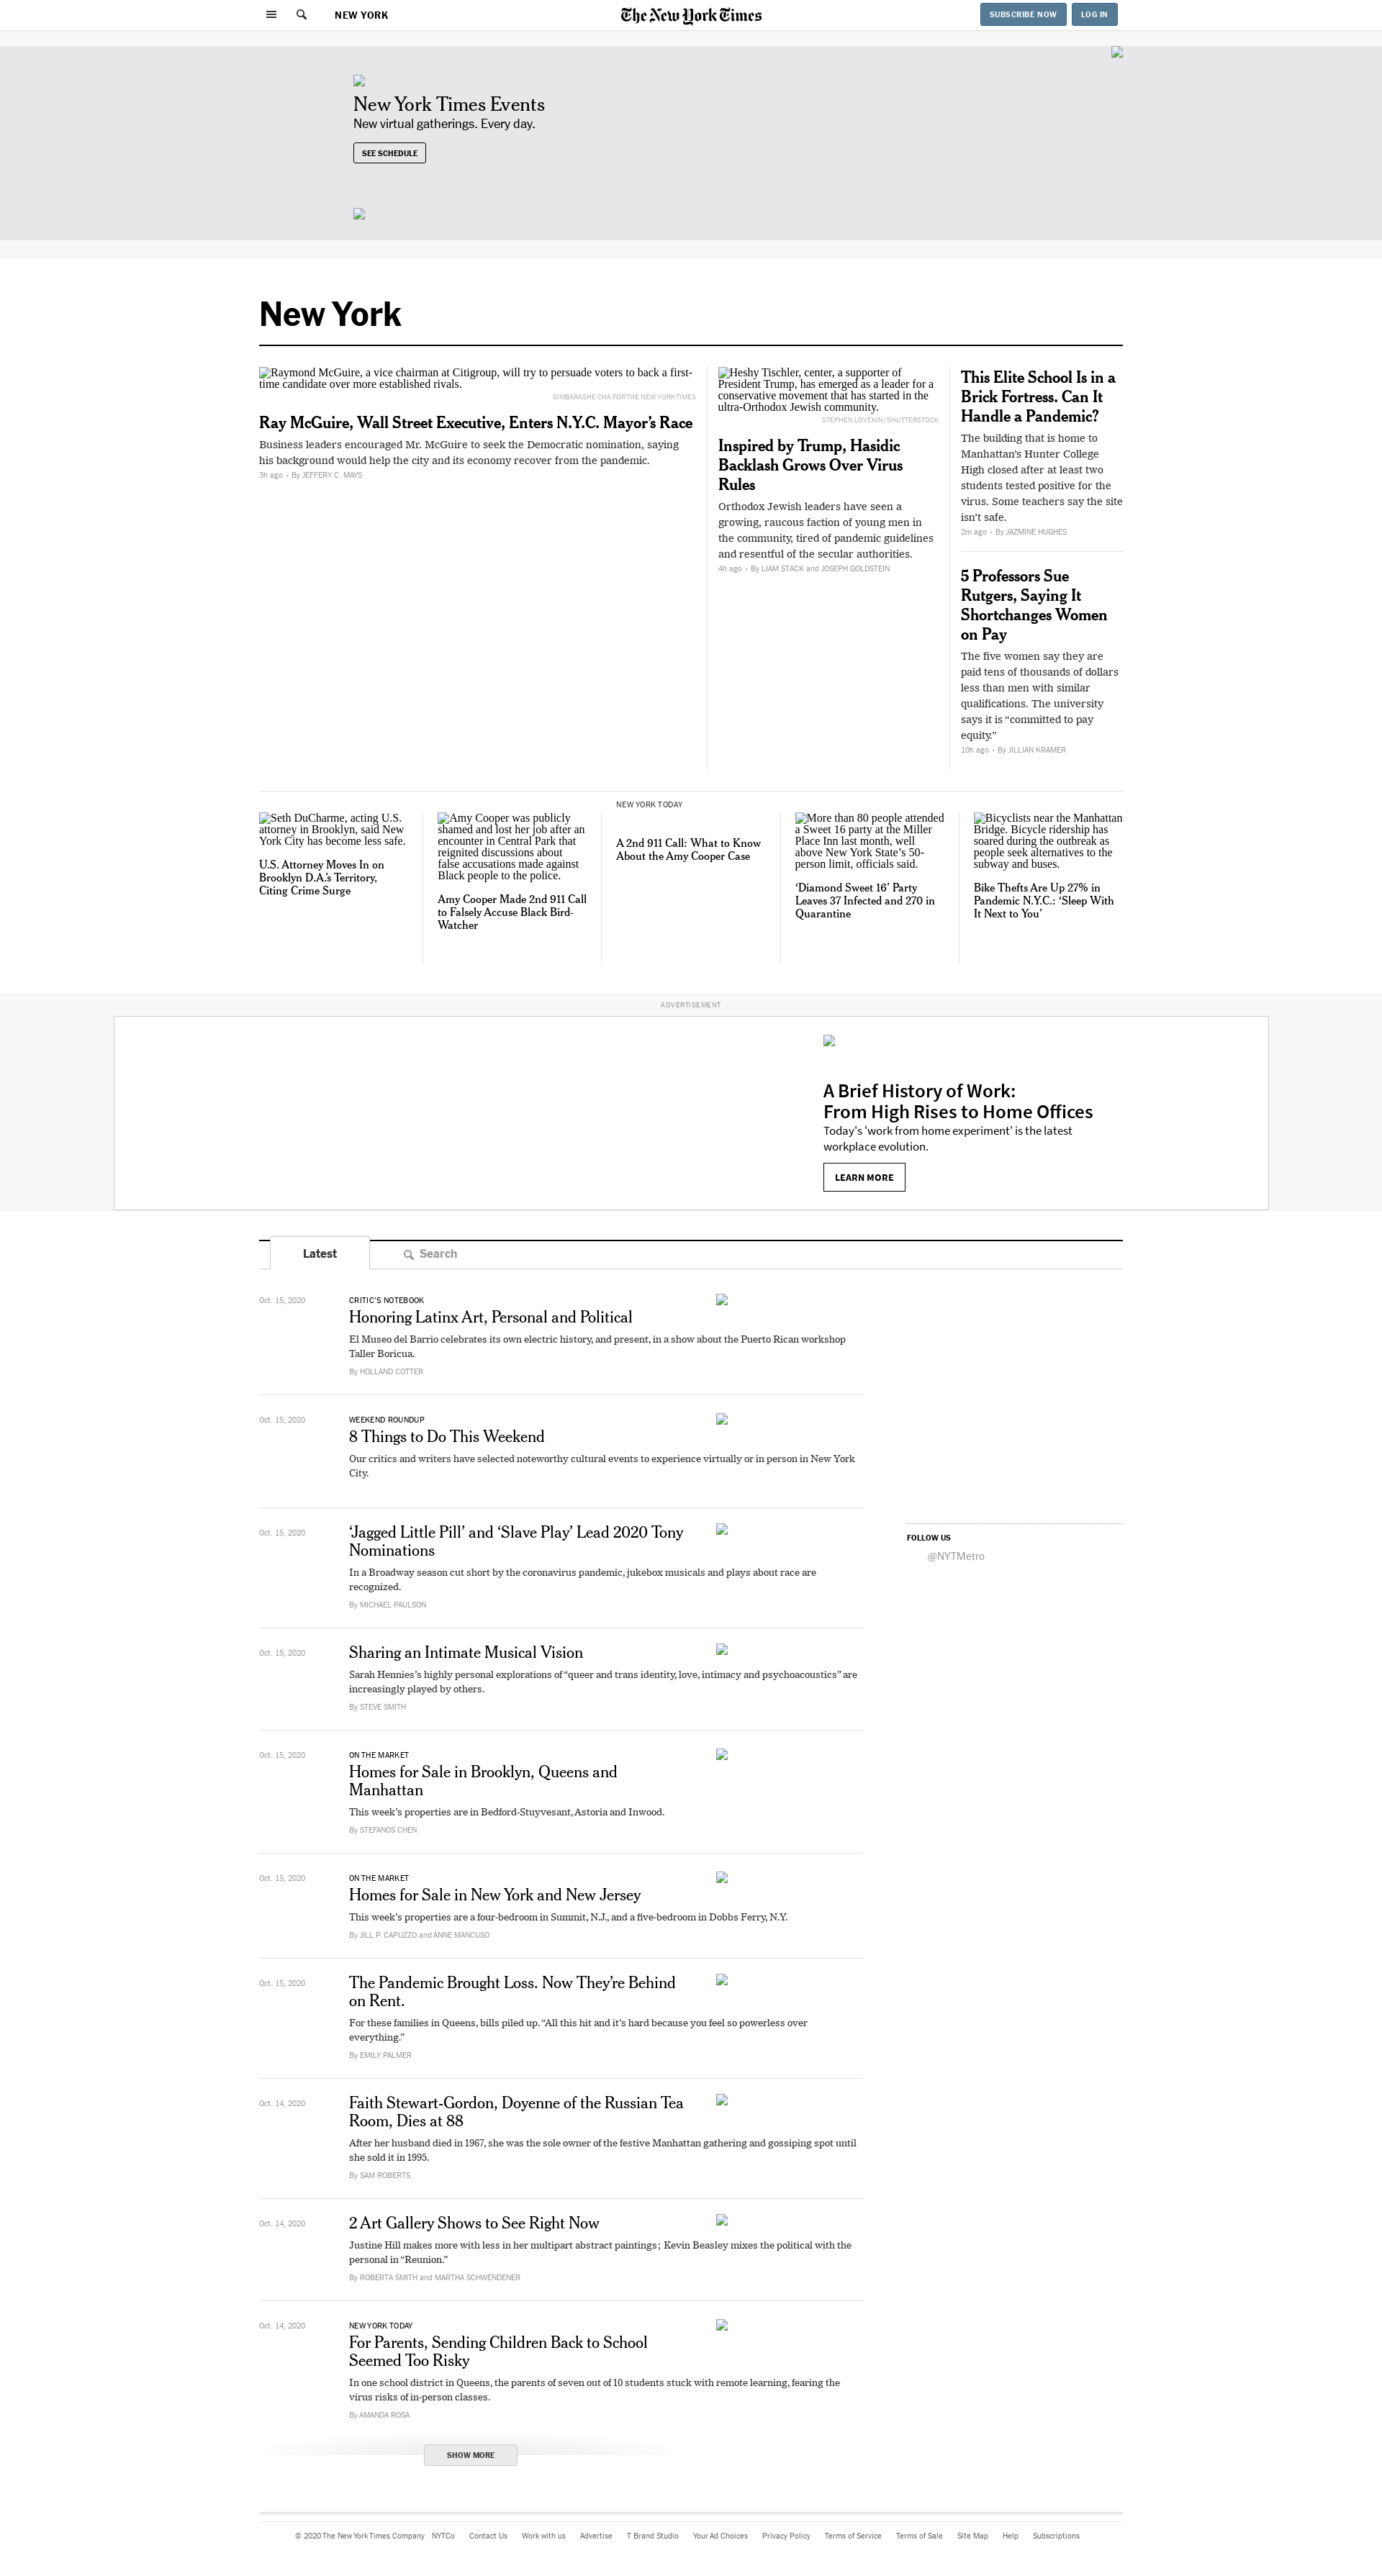 NEW YORK
The New York Times
SUBSCRIBE NOW
LOG IN
New York Times Events
New virtual gatherings. Every day.
SEE SCHEDULE
New York
Raymond McGuire, a vice chairman at Citigroup, will try to persuade voters to back a first-
time candidate over more established rivals.
SIMBARASHE CHA FOR THE NEW YORK TIMES
Ray McGuire, Wall Street Executive, Enters N.Y.C. Mayor’s Race
Business leaders encouraged Mr. McGuire to seek the Democratic nomination, saying
his background would help the city and its economy recover from the pandemic.
3h ago • By JEFFERY C. MAYS
Heshy Tischler, center, a supporter of
President Trump, has emerged as a leader for a
conservative movement that has shaken the
ultra-Orthodox Jewish community.
STEPHEN LOVEKIN/SHUTTERSTOCK
Inspired by Trump, Hasidic
Backlash Grows Over Virus
Rules
Orthodox Jewish leaders have seen a
growing, raucous faction of young men in
the community, tired of pandemic guidelines
and resentful of the secular authorities.
4h ago • By LIAM STACK and JOSEPH GOLDSTEIN
This Elite School Is in a
Brick Fortress. Can It
Handle a Pandemic?
The building that is home to
Manhattan’s Hunter College
High closed after at least two
students tested positive for the
virus. Some teachers say the site
isn’t safe.
2m ago • By JAZMINE HUGHES
5 Professors Sue
Rutgers, Saying It
Shortchanges Women
on Pay
The five women say they are
paid tens of thousands of dollars
less than men with similar
qualifications. The university
says it is “committed to pay
equity.”
10h ago • By JILLIAN KRAMER
Seth DuCharme, acting U.S.
attorney in Brooklyn, said New
York City has become less safe.
U.S. Attorney Moves In on
Brooklyn D.A.’s Territory,
Citing Crime Surge
Amy Cooper was publicly
shamed and lost her job after an
encounter in Central Park that
reignited discussions about
false accusations made against
Black people to the police.
Amy Cooper Made 2nd 911 Call
to Falsely Accuse Black Bird-
Watcher
NEW YORK TODAY
A 2nd 911 Call: What to Know
About the Amy Cooper Case
More than 80 people attended
a Sweet 16 party at the Miller
Place Inn last month, well
above New York State’s 50-
person limit, officials said.
‘Diamond Sweet 16’ Party
Leaves 37 Infected and 270 in
Quarantine
Bicyclists near the Manhattan
Bridge. Bicycle ridership has
soared during the outbreak as
people seek alternatives to the
subway and buses.
Bike Thefts Are Up 27% in
Pandemic N.Y.C.: ‘Sleep With
It Next to You’
ADVERTISEMENT
A Brief History of Work:
From High Rises to Home Offices
Today's 'work from home experiment' is the latest
workplace evolution.
LEARN MORE
Latest
Search
Oct. 15, 2020
CRITIC’S NOTEBOOK
Honoring Latinx Art, Personal and Political
El Museo del Barrio celebrates its own electric history, and present, in a show about the Puerto Rican workshop
Taller Boricua.
By HOLLAND COTTER
Oct. 15, 2020
WEEKEND ROUNDUP
8 Things to Do This Weekend
Our critics and writers have selected noteworthy cultural events to experience virtually or in person in New York
City.
Oct. 15, 2020
‘Jagged Little Pill’ and ‘Slave Play’ Lead 2020 Tony
Nominations
In a Broadway season cut short by the coronavirus pandemic, jukebox musicals and plays about race are
recognized.
By MICHAEL PAULSON
FOLLOW US
@NYTMetro
Oct. 15, 2020
Sharing an Intimate Musical Vision
Sarah Hennies’s highly personal explorations of “queer and trans identity, love, intimacy and psychoacoustics” are
increasingly played by others.
By STEVE SMITH
Oct. 15, 2020
ON THE MARKET
Homes for Sale in Brooklyn, Queens and
Manhattan
This week’s properties are in Bedford-Stuyvesant, Astoria and Inwood.
By STEFANOS CHEN
Oct. 15, 2020
ON THE MARKET
Homes for Sale in New York and New Jersey
This week’s properties are a four-bedroom in Summit, N.J., and a five-bedroom in Dobbs Ferry, N.Y.
By JILL P. CAPUZZO and ANNE MANCUSO
Oct. 15, 2020
The Pandemic Brought Loss. Now They’re Behind
on Rent.
For these families in Queens, bills piled up. “All this hit and it’s hard because you feel so powerless over
everything.”
By EMILY PALMER
Oct. 14, 2020
Faith Stewart-Gordon, Doyenne of the Russian Tea
Room, Dies at 88
After her husband died in 1967, she was the sole owner of the festive Manhattan gathering and gossiping spot until
she sold it in 1995.
By SAM ROBERTS
Oct. 14, 2020
2 Art Gallery Shows to See Right Now
Justine Hill makes more with less in her multipart abstract paintings; Kevin Beasley mixes the political with the
personal in “Reunion.”
By ROBERTA SMITH and MARTHA SCHWENDENER
Oct. 14, 2020
NEW YORK TODAY
For Parents, Sending Children Back to School
Seemed Too Risky
In one school district in Queens, the parents of seven out of 10 students stuck with remote learning, fearing the
virus risks of in-person classes.
By AMANDA ROSA
SHOW MORE
© 2020 The New York Times Company NYTCo Contact Us Work with us Advertise T Brand Studio Your Ad Choices Privacy Policy Terms of Service Terms of Sale Site Map Help Subscriptions